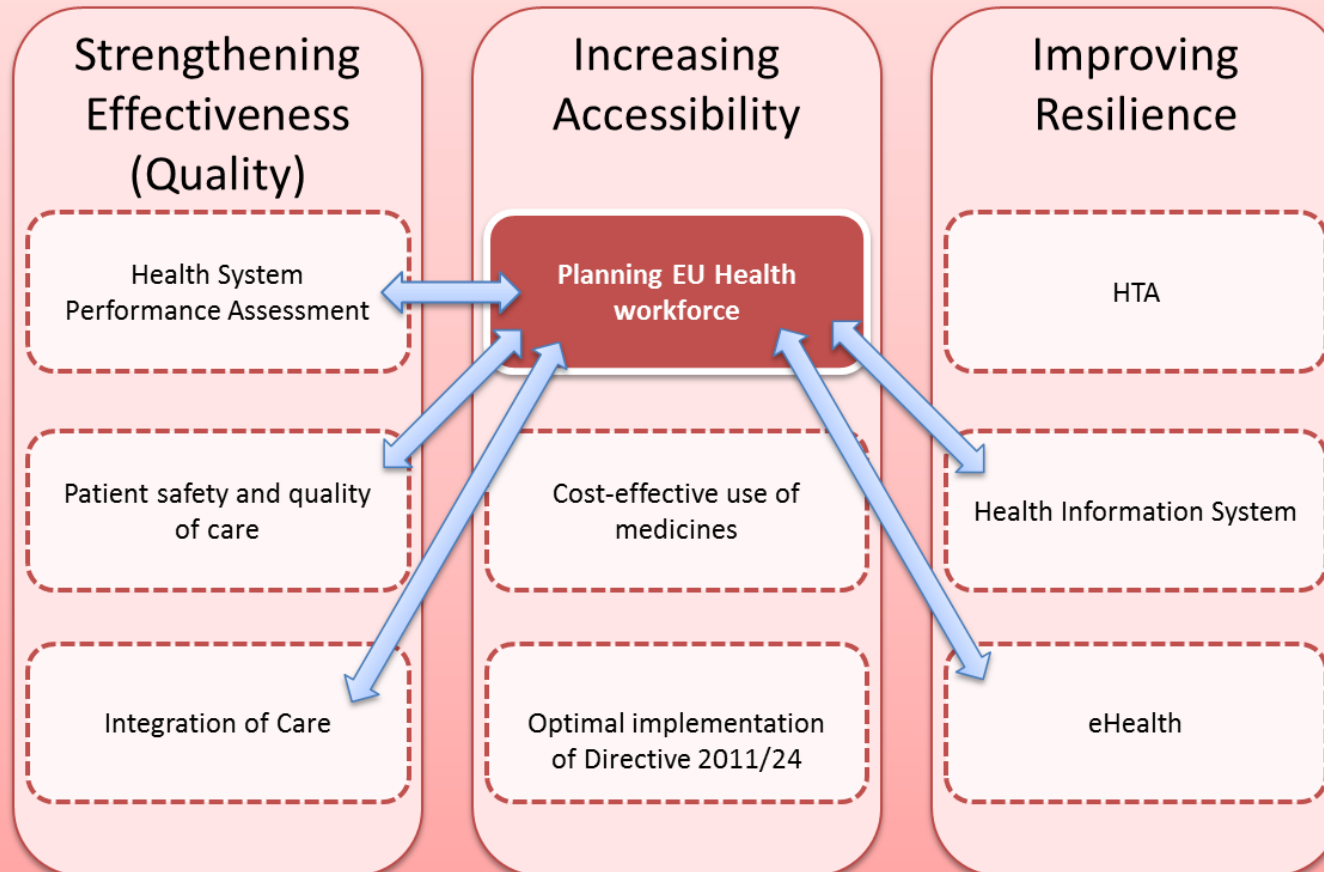 Strengthening
Effectiveness
(Quality)
Health System
Performance Assessment
Patient safety and quality
of care
Integration of Care
Increasing
Accessibility
Planning EU Health
workforce
Cost-effective use of
medicines
Optimal implementation
of Directive 2011/24
Improving
Resilience
HTA
Health Information System
eHealth